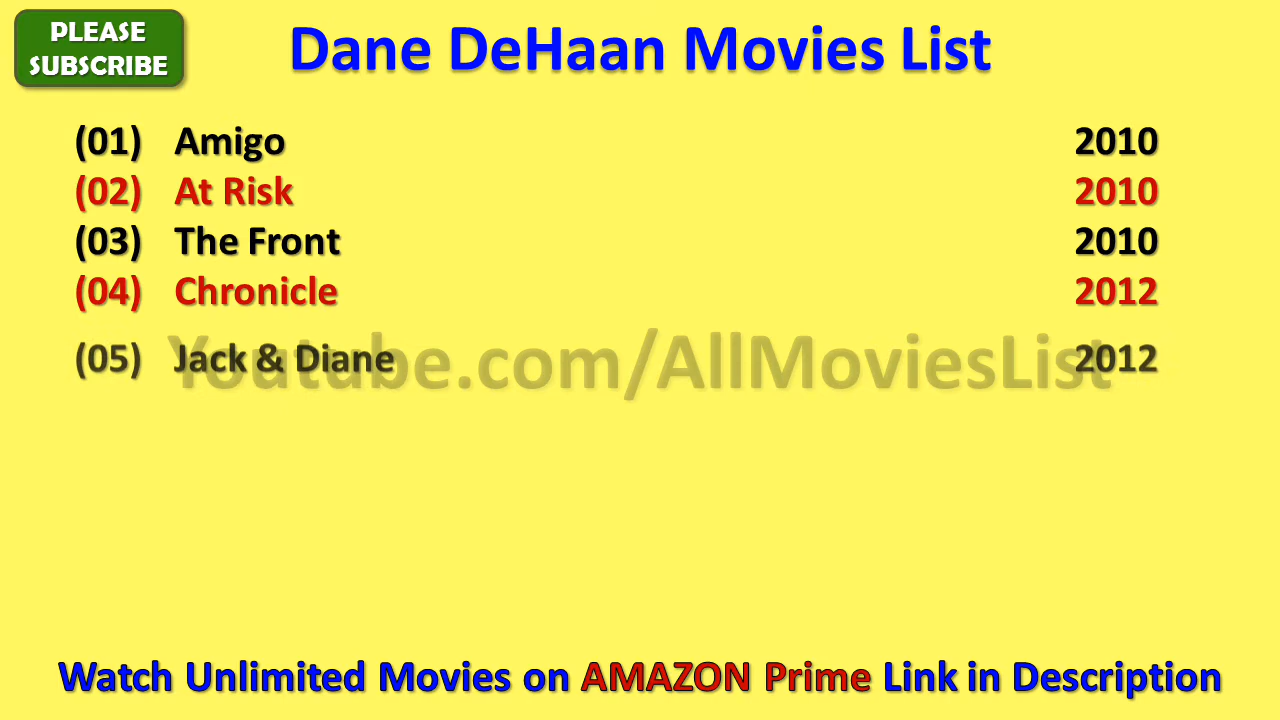 PLEASE
SUBSCRIBE
Dane DeHaan Movies List
(01) Amigo 2010
(02) At Risk 2010
(03) The Front 2010
(04) Chronicle 2012
(05) Jack & Diane 2012
Youtube.com/AllMoviesList
Watch Unlimited Movies on AMAZON Prime Link in Description